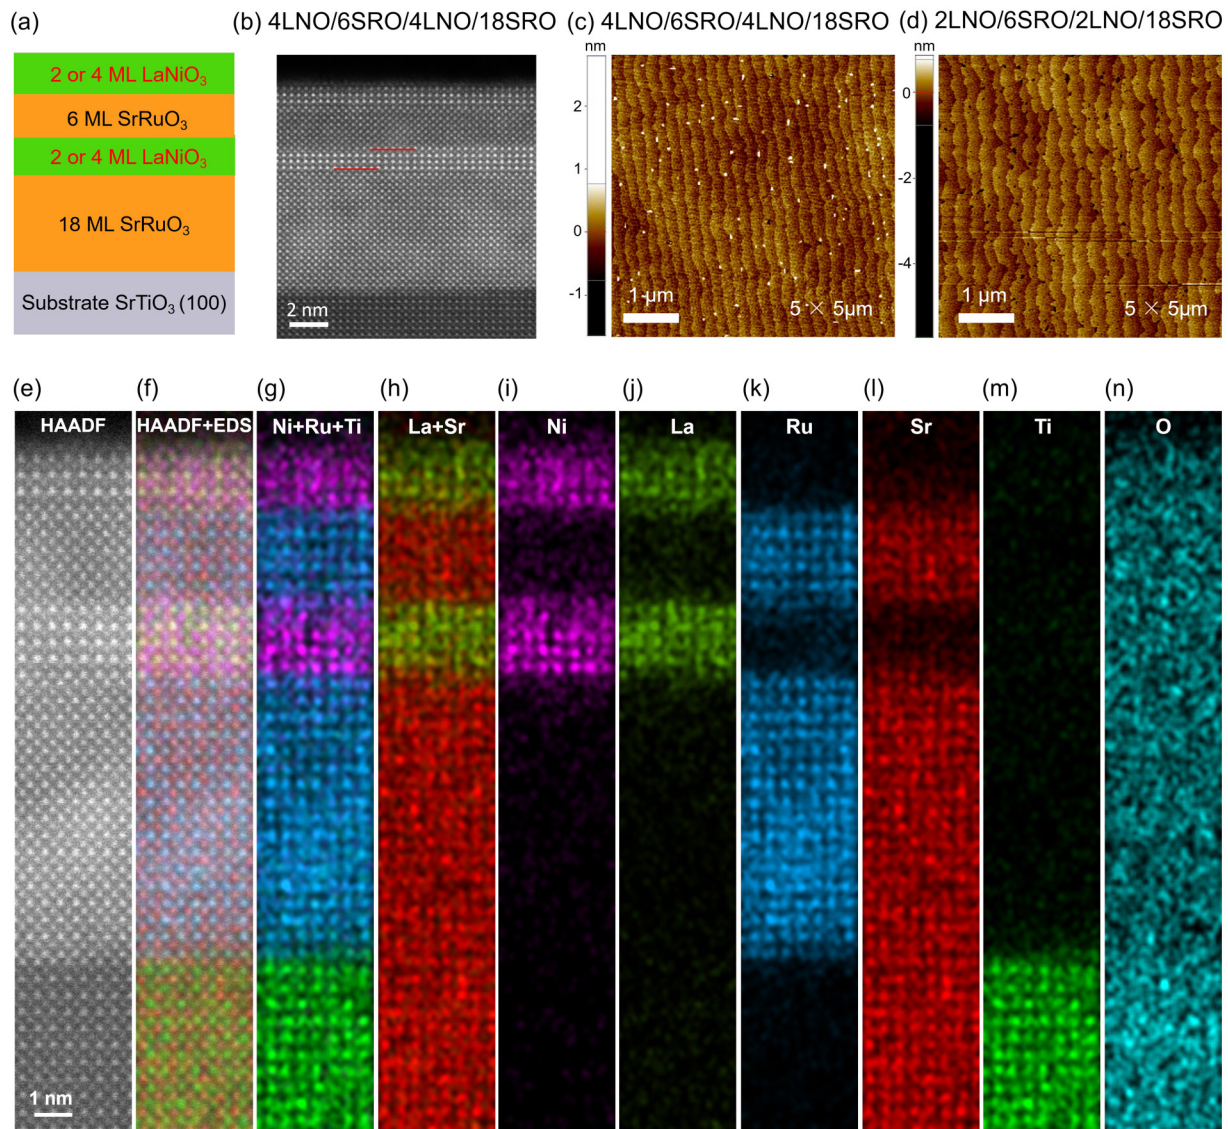 (a)
(b) 4LNO/6SRO/4LNO/18SRO
(c) 4LNO/6SRO/4LNO/18SRO
(d) 2LNO/6SRO/2LNO/18SRO
2 or 4 ML LaNiO₃
6 ML SrRuO₃
2 or 4 ML LaNiO₃
18 ML SrRuO₃
Substrate SrTiO₃ (100)
2 nm
nm
2
1
0
-1
1 µm
5 × 5µm
nm
0
-2
-4
1 µm
5 × 5µm
(e)
(f)
(g)
(h)
(i)
(j)
(k)
(l)
(m)
(n)
HAADF
HAADF+EDS
Ni+Ru+Ti
La+Sr
Ni
La
Ru
Sr
Ti
O
1 nm